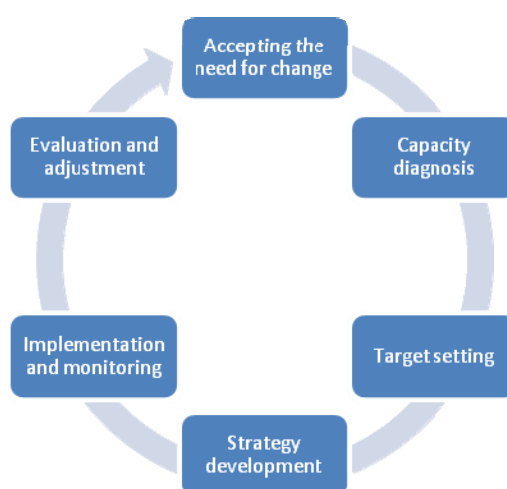 Accepting the
need for change
Capacity
diagnosis
Target setting
Strategy
development
Implementation
and monitoring
Evaluation and
adjustment